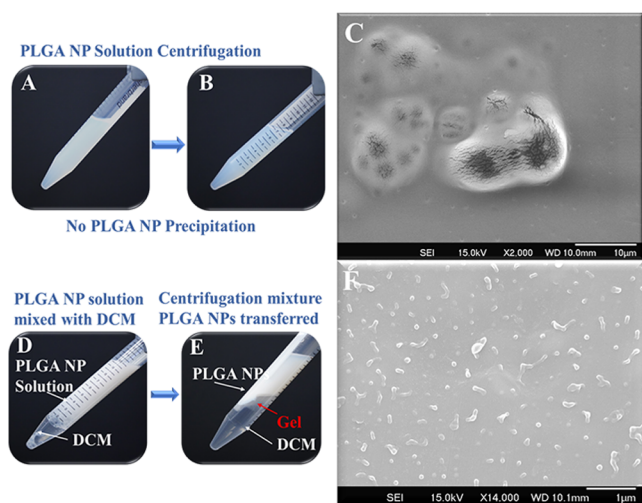 PLGA NP Solution Centrifugation
A
B
No PLGA NP Precipitation
C
SEI 15.0kV X2,000 WD 10.0mm 10µm
PLGA NP solution
mixed with DCM
Centrifugation mixture
PLGA NPs transferred
D
PLGA NP
Solution
DCM
E
PLGA NP
Gel
DCM
F
SEI 15.0kV X14,000 WD 10.1mm 1µm